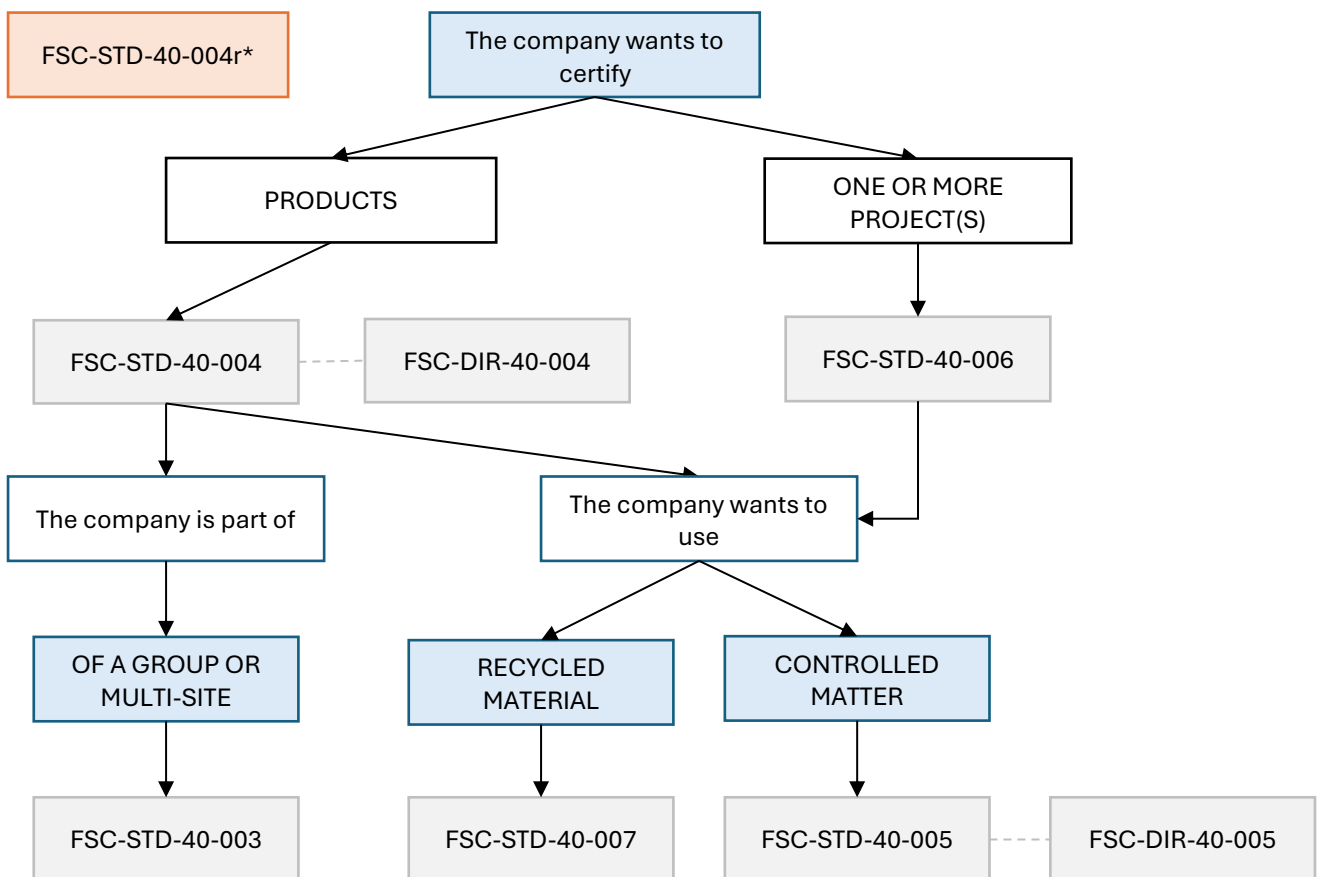 FSC-STD-40-004r*
The company wants to
certify
PRODUCTS
ONE OR MORE
PROJECT(S)
FSC-STD-40-004
FSC-DIR-40-004
FSC-STD-40-006
The company is part of
The company wants to
use
OF A GROUP OR
MULTI-SITE
RECYCLED
MATERIAL
CONTROLLED
MATTER
FSC-STD-40-003
FSC-STD-40-007
FSC-STD-40-005
FSC-DIR-40-005